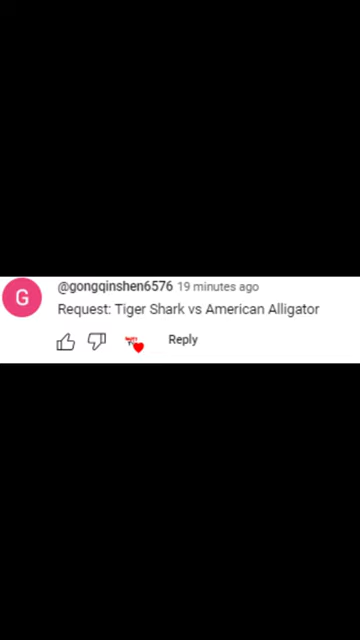 G
@gongqinshen6576 19 minutes ago
Request: Tiger Shark vs American Alligator
Reply